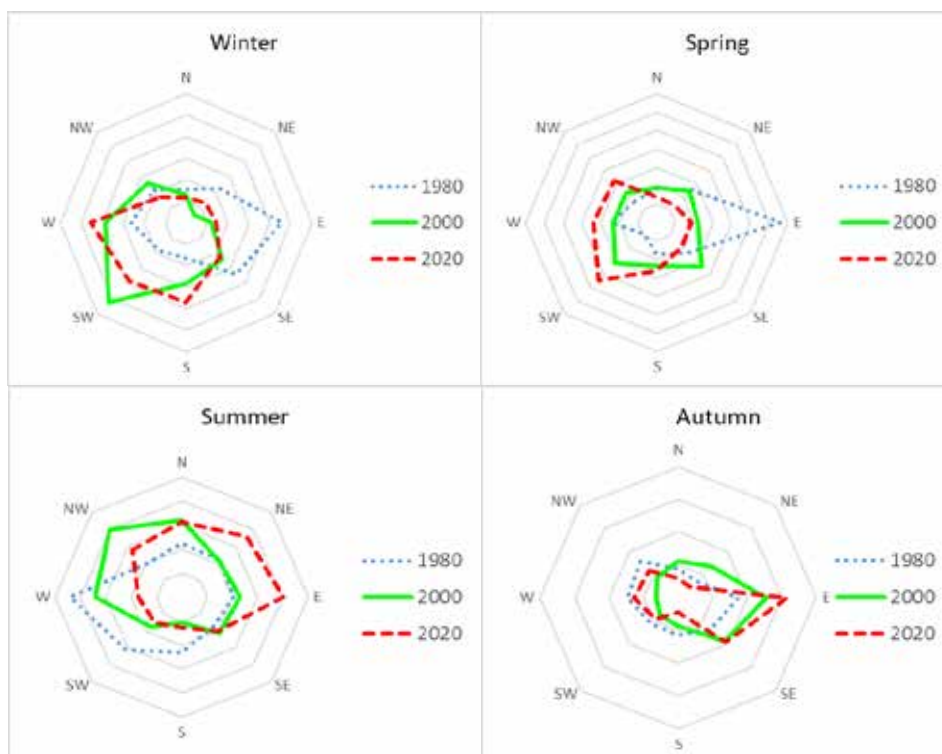 Winter
N
NW
NE
W
E
SW
SE
S
1980
2000
2020
Spring
N
NW
NE
W
E
SW
SE
S
1980
2000
2020
Summer
N
NW
NE
W
E
SW
SE
S
1980
2000
2020
Autumn
N
NW
NE
W
E
SW
SE
S
1980
2000
2020